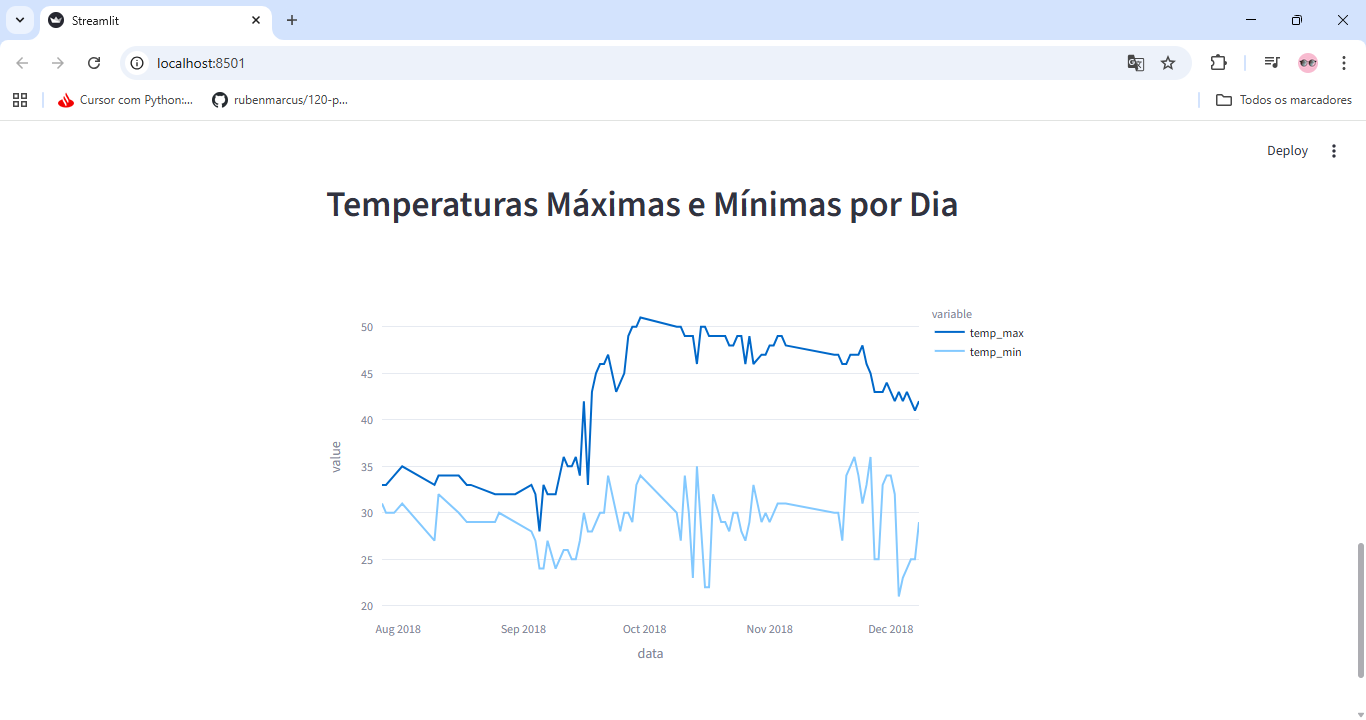 Streamlit
localhost:8501
Cursor com Python:...
rubenmarcus/120-p...
Todos os marcadores
Deploy
Temperaturas Máximas e Mínimas por Dia
variable
temp_max
temp_min
50
45
40
35
30
25
20
value
Aug 2018 Sep 2018 Oct 2018 Nov 2018 Dec 2018
data